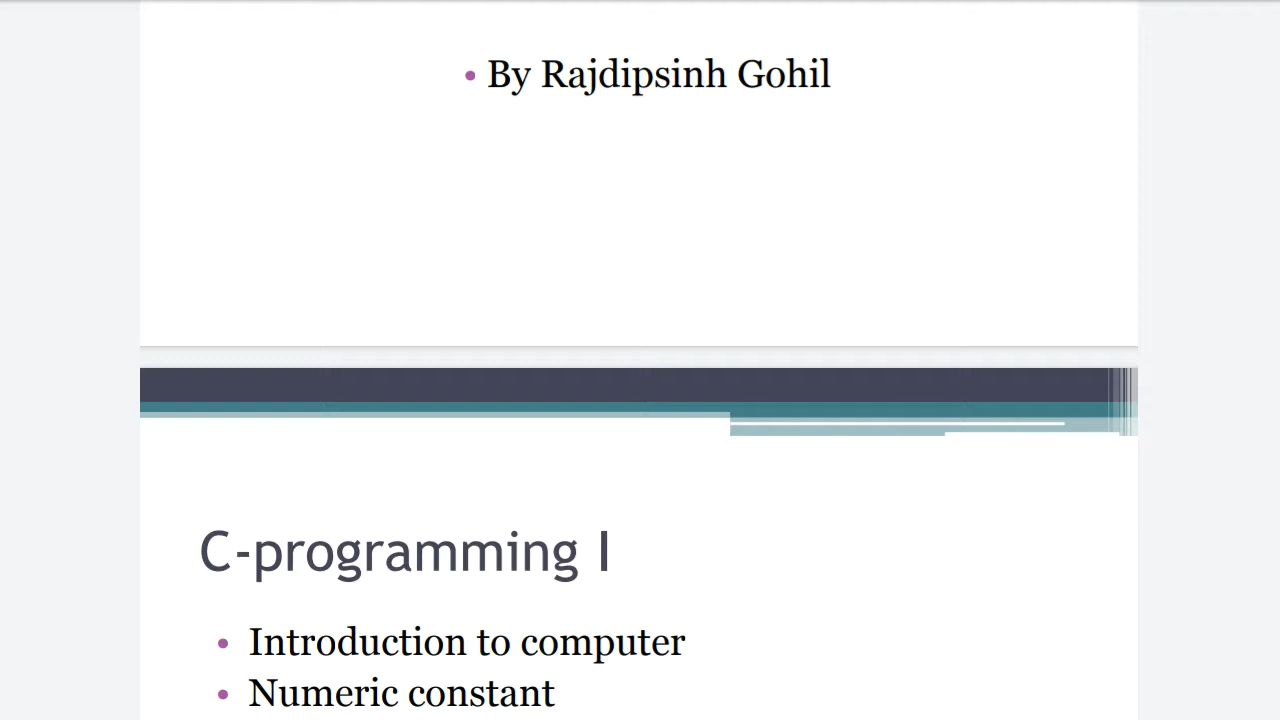 • By Rajdipsinh Gohil
C-programming I
• Introduction to computer
• Numeric constant